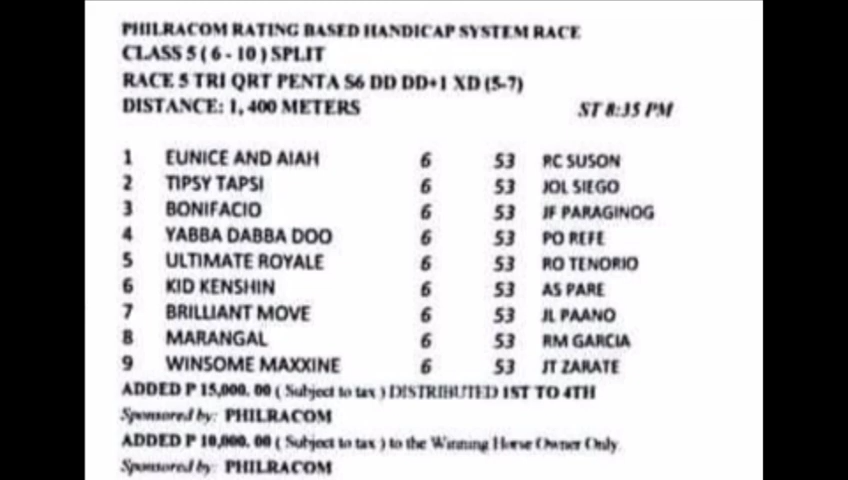 PHILRACOM RATING BASED HANDICAP SYSTEM RACE
CLASS 5 ( 6 - 10 ) SPLIT
RACE 5 TRI QRT PENTA S6 DD DD+1 XD (5-7)
DISTANCE: 1, 400 METERS ST 8:35 PM
1 EUNICE AND AIAH 6 53 RC SUSON
2 TIPSY TAPSI 6 53 JOL SIEGO
3 BONIFACIO 6 53 JF PARAGINOG
4 YABBA DABBA DOO 6 53 PO REFE
5 ULTIMATE ROYALE 6 53 RO TENORIO
6 KID KENSHIN 6 53 AS PARE
7 BRILLIANT MOVE 6 53 JL PAANO
8 MARANGAL 6 53 RM GARCIA
9 WINSOME MAXXINE 6 53 JT ZARATE
ADDED P 15,000. 00 ( Subject to tax ) DISTRIBUTED 1ST TO 4TH
Sponsored by: PHILRACOM
ADDED P 10,000. 00 ( Subject to tax ) to the Winning Horse Owner Only.
Sponsored by: PHILRACOM